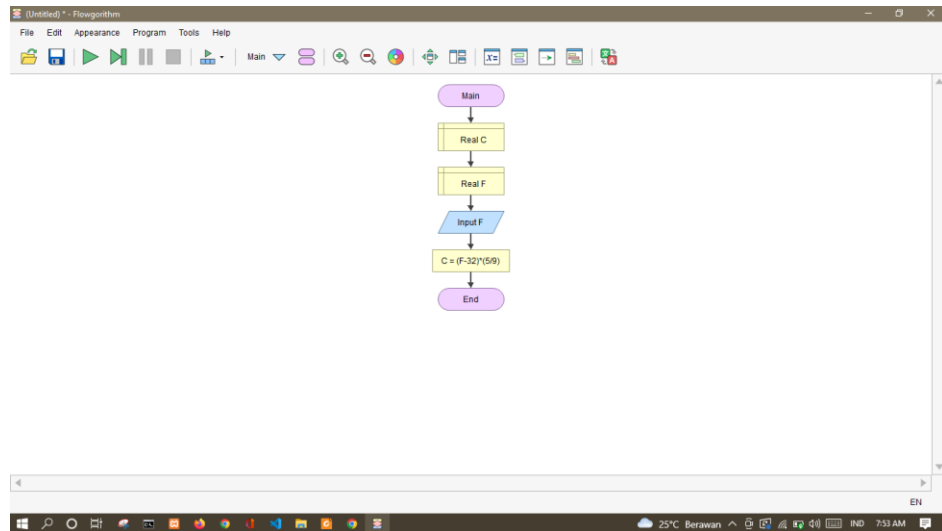 (Untitled) * - Flowgorithm
File Edit Appearance Program Tools Help
Main
X=
Main
Real C
Real F
Input F
C = (F-32)*(5/9)
End
EN
25°C Berawan IND 7:53 AM